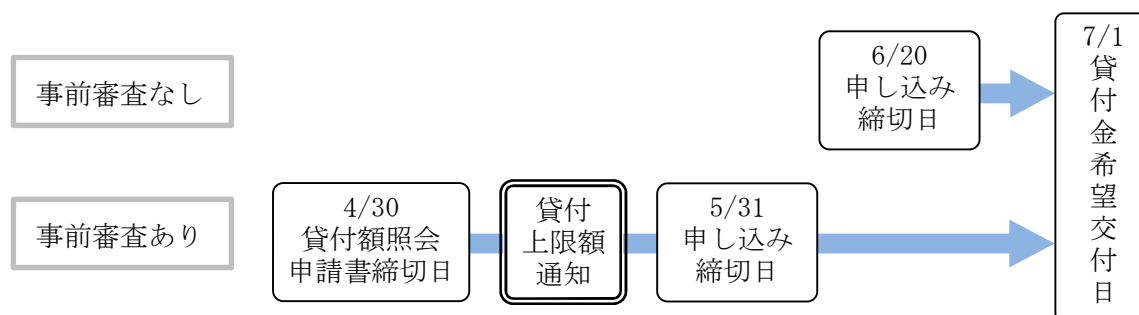 事前審査なし
6/20
申し込み
締切日
7/1
貸付金希望交付日
事前審査あり
4/30
貸付額照会
申請書締切日
貸付
上限額
通知
5/31
申し込み
締切日